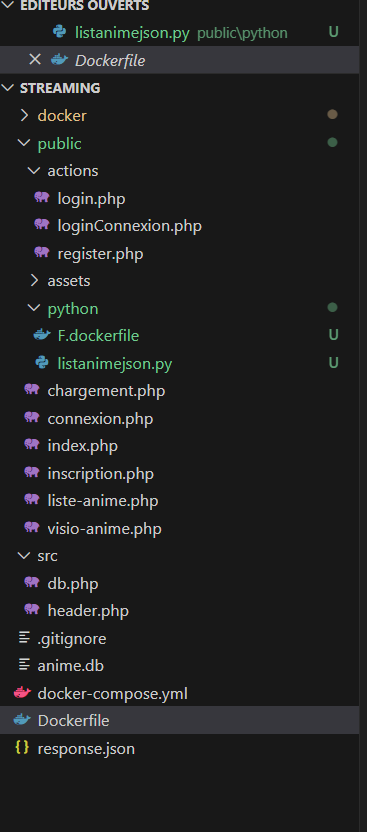 ÉDITEURS OUVERTS
listanimejson.py public\python U
Dockerfile
STREAMING
docker
public
actions
login.php
loginConnexion.php
register.php
assets
python
F.dockerfile U
listanimejson.py U
chargement.php
connexion.php
index.php
inscription.php
liste-anime.php
visio-anime.php
src
db.php
header.php
.gitignore
anime.db
docker-compose.yml
Dockerfile
{} response.json